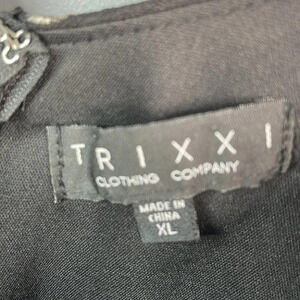 TRIXXI
CLOTHING COMPANY
MADE IN
CHINA
XL